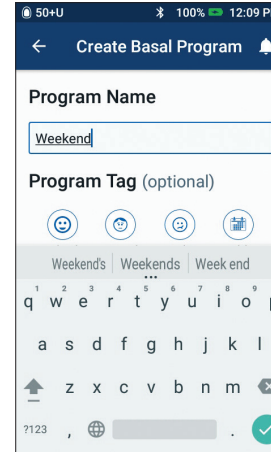 50+U 100% 12:09 P
Create Basal Program
Program Name
Weekend
Program Tag (optional)
Weekend's Weekends Week end
1 2 3 4 5 6 7 8 9
q w e r t y u i o p
a s d f g h j k l
z x c v b n m
?123 , .